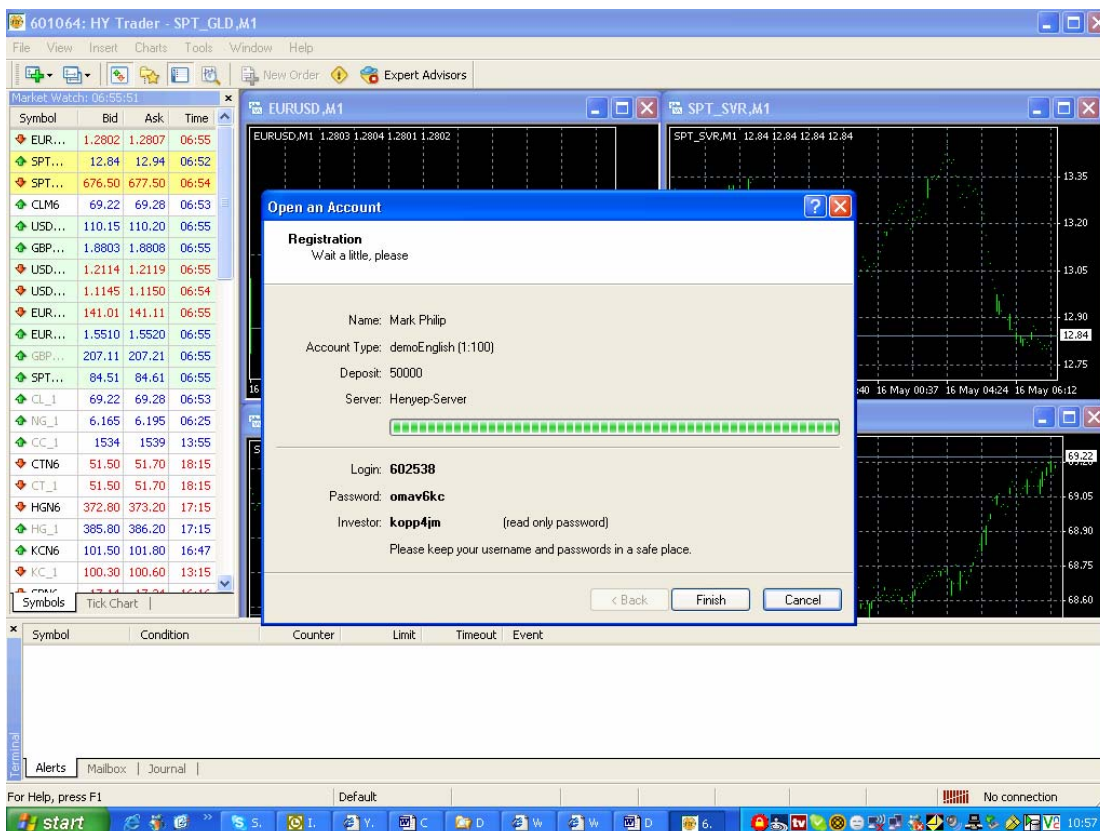 601064: HY Trader - SPT_GLD,M1
File View Insert Charts Tools Window Help
New Order Expert Advisors
Market Watch: 06:55:51
Symbol Bid Ask Time
EUR... 1.2802 1.2807 06:55
SPT... 12.84 12.94 06:52
SPT... 676.50 677.50 06:54
CLM6 69.22 69.28 06:53
USD... 110.15 110.20 06:55
GBP... 1.8803 1.8808 06:55
USD... 1.2114 1.2119 06:55
USD... 1.1145 1.1150 06:54
EUR... 141.01 141.11 06:55
EUR... 1.5510 1.5520 06:55
GBP... 207.11 207.21 06:55
SPT... 84.51 84.61 06:55
CL_1 69.22 69.28 06:53
NG_1 6.165 6.195 06:25
CC_1 1534 1539 13:55
CTN6 51.50 51.70 18:15
CT_1 51.50 51.70 18:15
HGN6 372.80 373.20 17:15
HG_1 385.80 386.20 17:15
KCN6 101.50 101.80 16:47
KC_1 100.30 100.60 13:15
Symbols Tick Chart
EURUSD,M1
EURUSD,M1 1.2803 1.2804 1.2801 1.2802
SPT_SVR,M1
SPT_SVR,M1 12.84 12.84 12.84 12.84
13.35
13.20
13.05
12.90
12.84
12.75
16 May 00:37 16 May 04:24 16 May 06:12
69.22
69.05
68.90
68.75
68.60
Open an Account
Registration
Wait a little, please
Name: Mark Philip
Account Type: demoEnglish (1:100)
Deposit: 50000
Server: Henyep-Server
Login: 602538
Password: omav6kc
Investor: kopp4jm (read only password)
Please keep your username and passwords in a safe place.
< Back Finish Cancel
Symbol Condition Counter Limit Timeout Event
Terminal
Alerts Mailbox Journal
For Help, press F1 Default No connection
start S. I. Y. C D W W D 6. 10:57